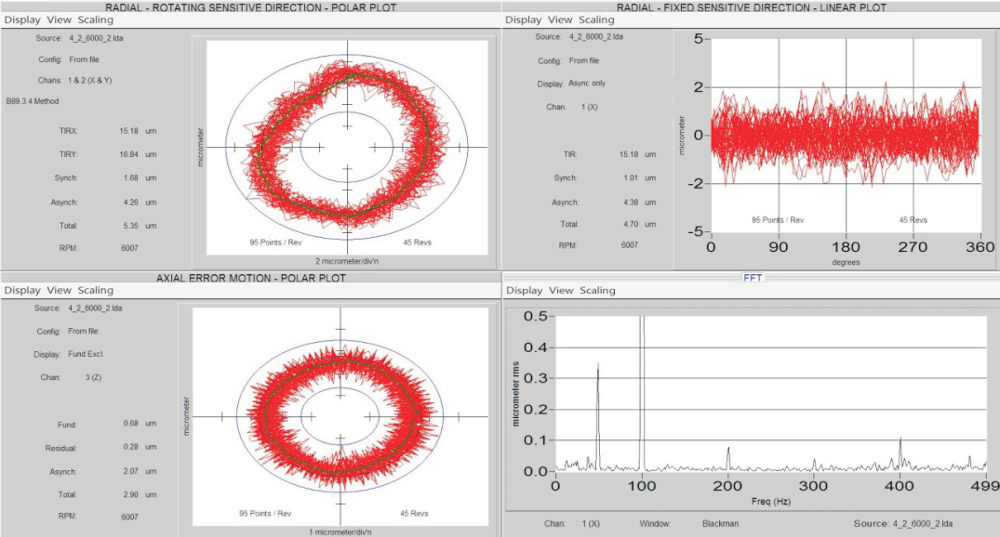 RADIAL - ROTATING SENSITIVE DIRECTION - POLAR PLOT
Display View Scaling
Source: 4_2_6000_2.lda
Config: From file
Chans: 1 & 2 (X & Y)
B89.3.4 Method
TIRX: 15.18 um
TIRY: 16.84 um
Synch: 1.68 um
Asynch: 4.26 um
Total: 5.35 um
RPM: 6007
micrometer
95 Points / Rev
45 Revs
2 micrometer/div'n
RADIAL - FIXED SENSITIVE DIRECTION - LINEAR PLOT
Display View Scaling
Source: 4_2_6000_2.lda
Config: From file
Display: Async only
Chan: 1 (X)
TIR: 15.18 um
Synch: 1.01 um
Asynch: 4.38 um
Total: 4.70 um
RPM: 6007
micrometer
5
2
0
-2
-5
95 Points / Rev
45 Revs
0 90 180 270 360
degrees
AXIAL ERROR MOTION - POLAR PLOT
Display View Scaling
Source: 4_2_6000_2.lda
Config: From file
Display: Fund Excl.
Chan: 3 (Z)
Fund: 0.68 um
Residual: 0.28 um
Asynch: 2.07 um
Total: 2.90 um
RPM: 6007
micrometer
95 Points / Rev
45 Revs
1 micrometer/div'n
FFT
Display View Scaling
micrometer rms
0.5
0.4
0.3
0.2
0.1
0.0
0 100 200 300 400 499
Freq (Hz)
Chan: 1 (X) Window: Blackman Source: 4_2_6000_2.lda